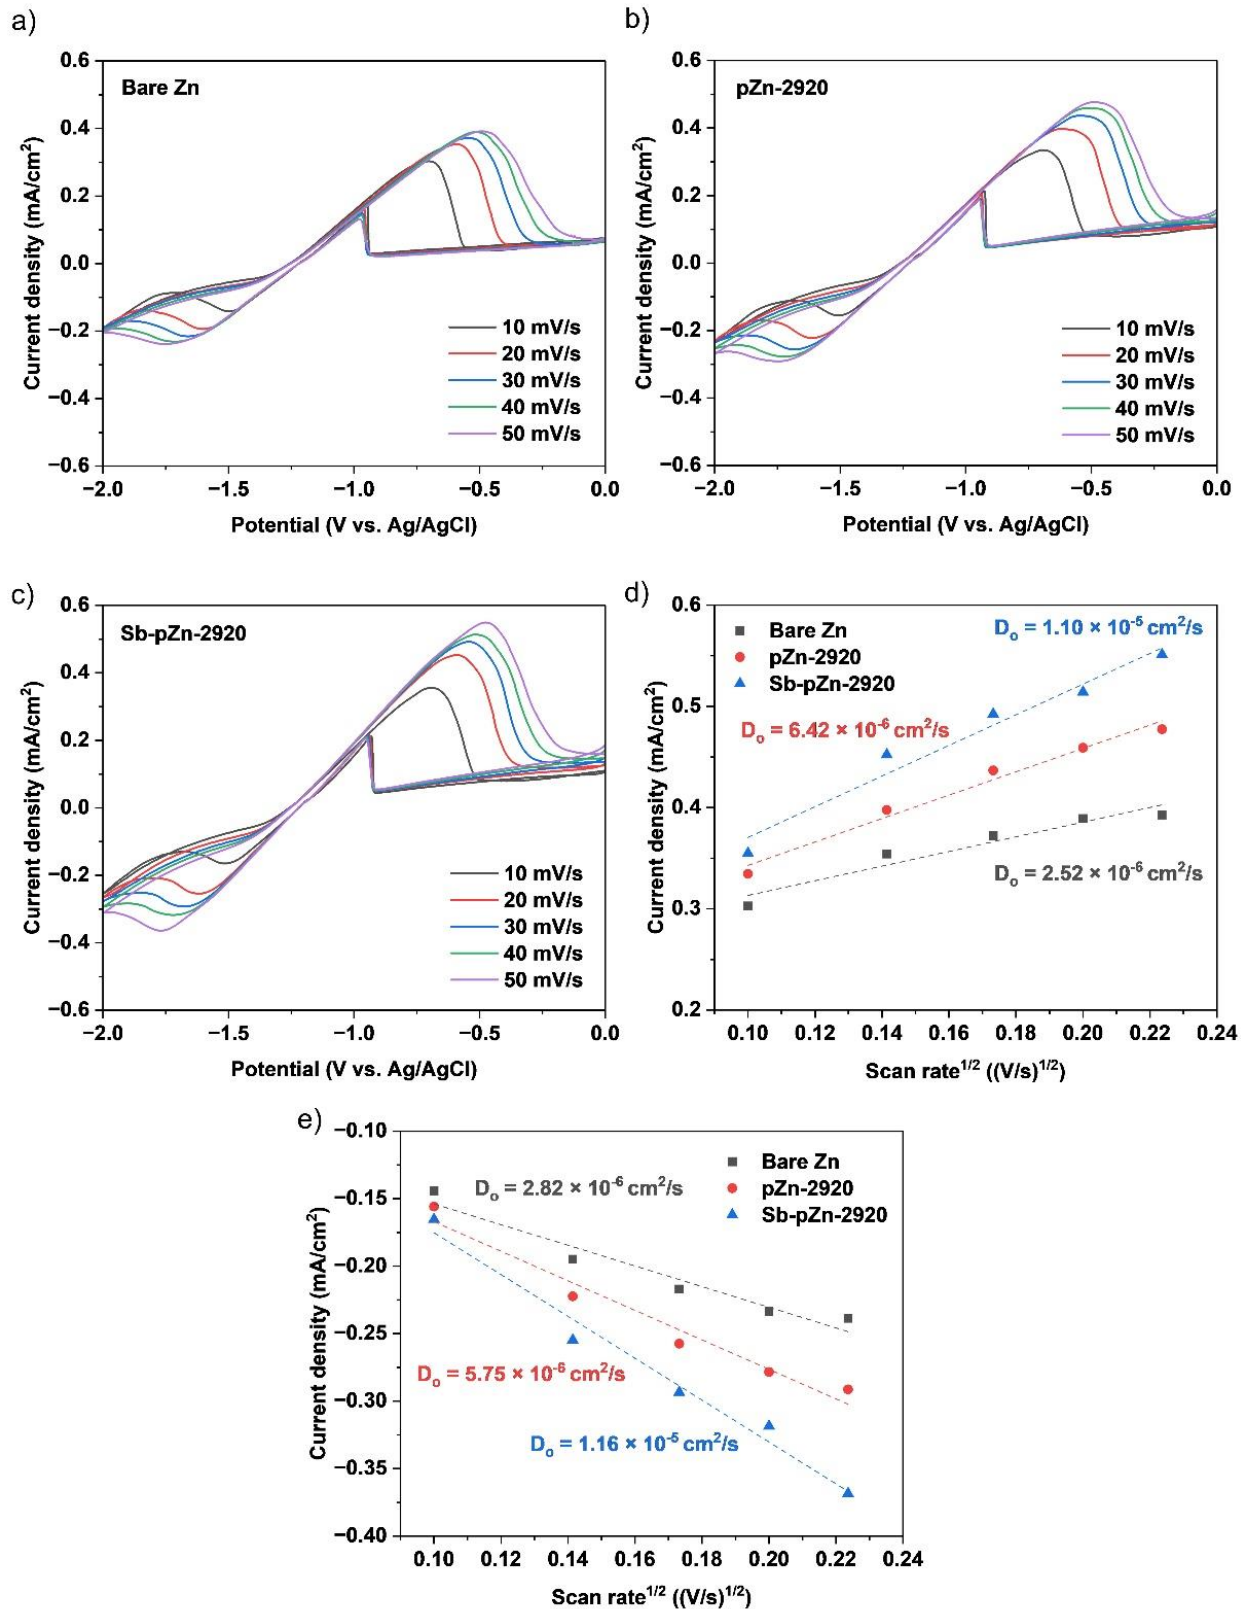 a)
Bare Zn
Current density (mA/cm²)
0.6
0.4
0.2
0.0
−0.2
−0.4
−0.6
10 mV/s
20 mV/s
30 mV/s
40 mV/s
50 mV/s
−2.0 −1.5 −1.0 −0.5 0.0
Potential (V vs. Ag/AgCl)
b)
pZn-2920
Current density (mA/cm²)
0.6
0.4
0.2
0.0
−0.2
−0.4
−0.6
10 mV/s
20 mV/s
30 mV/s
40 mV/s
50 mV/s
−2.0 −1.5 −1.0 −0.5 0.0
Potential (V vs. Ag/AgCl)
c)
Sb-pZn-2920
Current density (mA/cm²)
0.6
0.4
0.2
0.0
−0.2
−0.4
−0.6
10 mV/s
20 mV/s
30 mV/s
40 mV/s
50 mV/s
−2.0 −1.5 −1.0 −0.5 0.0
Potential (V vs. Ag/AgCl)
d)
Current density (mA/cm²)
0.6
0.5
0.4
0.3
0.2
Bare Zn
pZn-2920
Sb-pZn-2920
Dₒ = 1.10 × 10⁻⁵ cm²/s
Dₒ = 6.42 × 10⁻⁶ cm²/s
Dₒ = 2.52 × 10⁻⁶ cm²/s
0.10 0.12 0.14 0.16 0.18 0.20 0.22 0.24
Scan rate¹ᐟ² ((V/s)¹ᐟ²)
e)
Current density (mA/cm²)
−0.10
−0.15
−0.20
−0.25
−0.30
−0.35
−0.40
Bare Zn
pZn-2920
Sb-pZn-2920
Dₒ = 2.82 × 10⁻⁶ cm²/s
Dₒ = 5.75 × 10⁻⁶ cm²/s
Dₒ = 1.16 × 10⁻⁵ cm²/s
0.10 0.12 0.14 0.16 0.18 0.20 0.22 0.24
Scan rate¹ᐟ² ((V/s)¹ᐟ²)